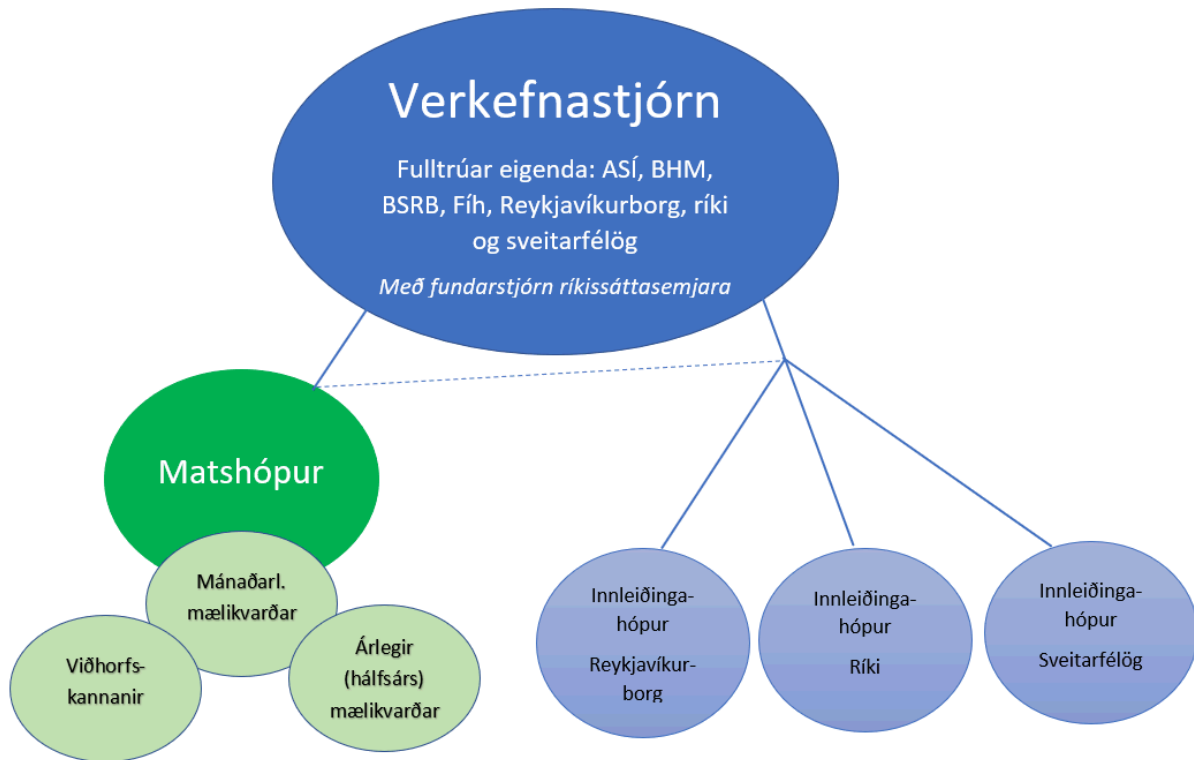 Verkefnastjórn
Fulltrúar eigenda: ASÍ, BHM,
BSRB, Fíh, Reykjavíkurborg, ríki
og sveitarfélög
Með fundarstjórn ríkissáttasemjara
Matshópur
Mánaðarl.
mælikvarðar
Viðhorfs-
kannanir
Árlegir
(hálfsárs)
mælikvarðar
Innleiðinga-
hópur
Reykjavíkur-
borg
Innleiðinga-
hópur
Ríki
Innleiðinga-
hópur
Sveitarfélög